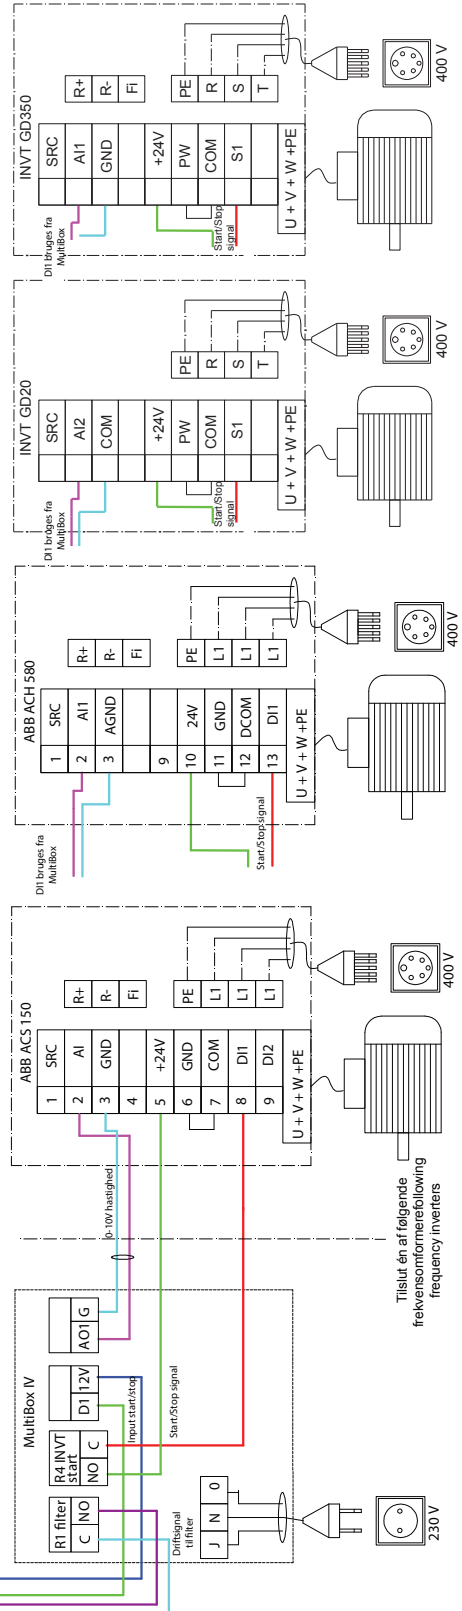 MultiBox IV
R1 filter
C
NO
R4 INVT
start
NO
C
D1
12V
AO1
G
Input start/stop
Start/Stop signal
0-10V hastighed
Driftsignal
til filter
J
N
0
230 V
Tilslut én af følgende
frekvensomformerefollowing
frequency inverters
ABB ACS 150
1
SRC
2
AI
3
GND
4
5
+24V
6
GND
7
COM
8
DI1
9
DI2
U + V + W +PE
R+
R-
Fi
PE
L1
L1
L1
400 V
ABB ACH 580
1
SRC
2
AI1
3
AGND
9
10
24V
11
GND
12
DCOM
13
DI1
U + V + W +PE
R+
R-
Fi
PE
L1
L1
L1
DI1 bruges fra
MultiBox
Start/Stop signal
400 V
INVT GD20
SRC
AI2
COM
+24V
PW
COM
S1
U + V + W +PE
PE
R
S
T
DI1 bruges fra
MultiBox
Start/Stop
signal
400 V
INVT GD350
SRC
AI1
GND
+24V
PW
COM
S1
U + V + W +PE
R+
R-
Fi
PE
R
S
T
DI1 bruges fra
MultiBox
Start/Stop
signal
400 V